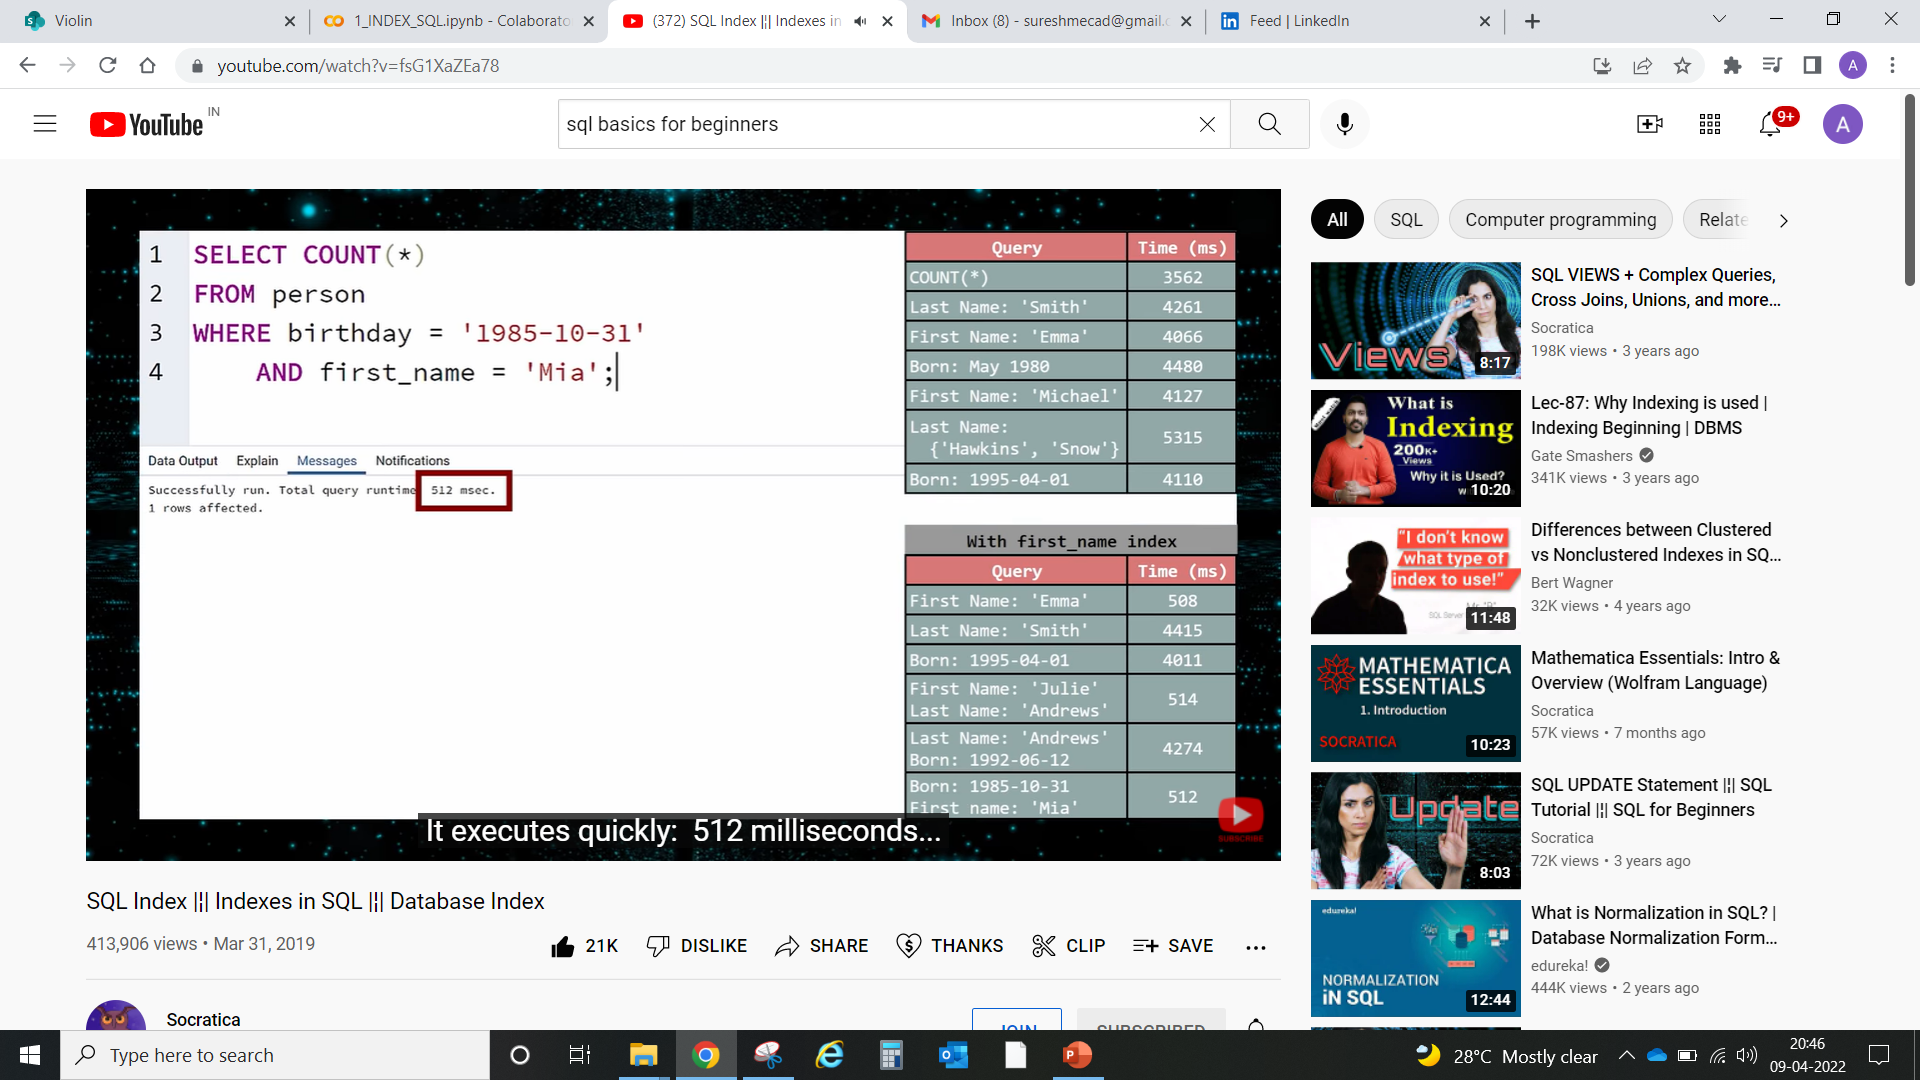 Violin
1_INDEX_SQL.ipynb - Colaborato
(372) SQL Index |¦| Indexes in
Inbox (8) - sureshmecad@gmail.c
Feed | LinkedIn
youtube.com/watch?v=fsG1XaZEa78
A
YouTube IN
sql basics for beginners
9+
A
1 SELECT COUNT(*)
2 FROM person
3 WHERE birthday = '1985-10-31'
4 AND first_name = 'Mia';
Data Output Explain Messages Notifications
Successfully run. Total query runtime 512 msec.
1 rows affected.
Query Time (ms)
COUNT(*) 3562
Last Name: 'Smith' 4261
First Name: 'Emma' 4066
Born: May 1980 4480
First Name: 'Michael' 4127
Last Name:
{'Hawkins', 'Snow'} 5315
Born: 1995-04-01 4110
With first_name index
Query Time (ms)
First Name: 'Emma' 508
Last Name: 'Smith' 4415
Born: 1995-04-01 4011
First Name: 'Julie'
Last Name: 'Andrews' 514
Last Name: 'Andrews'
Born: 1992-06-12 4274
Born: 1985-10-31
First name: 'Mia' 512
It executes quickly: 512 milliseconds...
SUBSCRIBE
SQL Index |¦| Indexes in SQL |¦| Database Index
413,906 views • Mar 31, 2019
21K DISLIKE SHARE THANKS CLIP SAVE
Socratica
JOIN SUBSCRIBED
All SQL Computer programming Relate
Views
8:17
SQL VIEWS + Complex Queries,
Cross Joins, Unions, and more...
Socratica
198K views • 3 years ago
What is
Indexing
200K+
Views
Why it is Used?
10:20
Lec-87: Why Indexing is used |
Indexing Beginning | DBMS
Gate Smashers
341K views • 3 years ago
"I don't know
what type of
index to use!"
11:48
Differences between Clustered
vs Nonclustered Indexes in SQ...
Bert Wagner
32K views • 4 years ago
MATHEMATICA
ESSENTIALS
1. Introduction
SOCRATICA
10:23
Mathematica Essentials: Intro &
Overview (Wolfram Language)
Socratica
57K views • 7 months ago
Update
8:03
SQL UPDATE Statement |¦| SQL
Tutorial |¦| SQL for Beginners
Socratica
72K views • 3 years ago
edureka!
NORMALIZATION
iN SQL
12:44
What is Normalization in SQL? |
Database Normalization Form...
edureka!
444K views • 2 years ago
Type here to search
28°C Mostly clear
20:46
09-04-2022